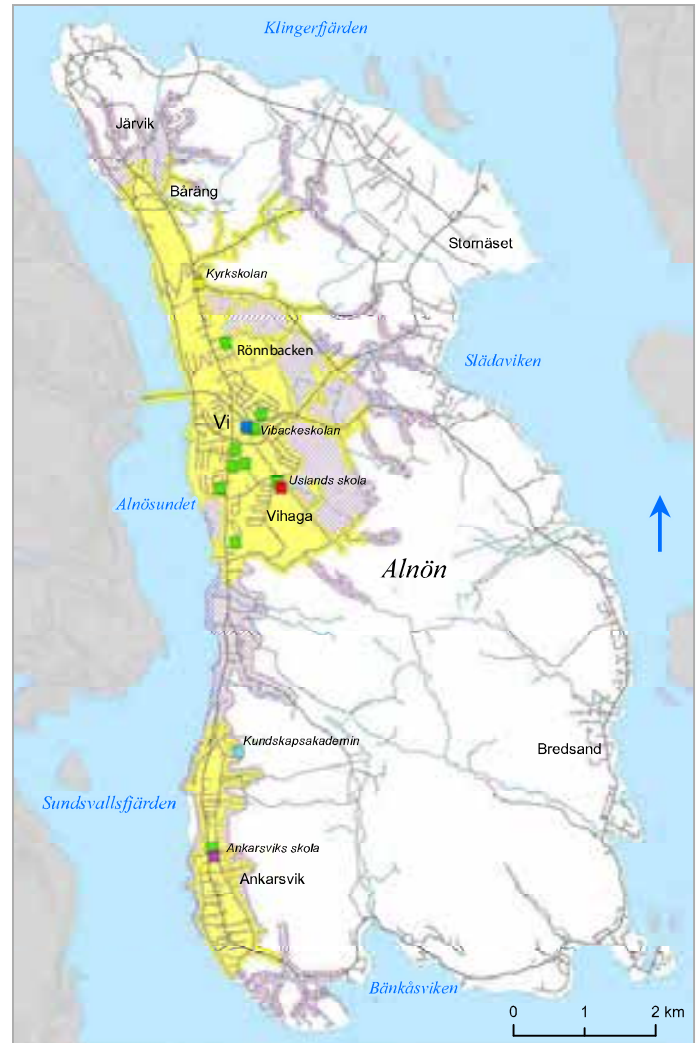 Klingerfjärden
Järvik
Båräng
Stornäset
Kyrkskolan
Rönnbacken
Slädaviken
Vi
Vibackeskolan
Uslands skola
Alnösundet
Vihaga
Alnön
Kundskapsakademin
Bredsand
Sundsvallsfjärden
Ankarsviks skola
Ankarsvik
Bänkåsviken
0 1 2 km